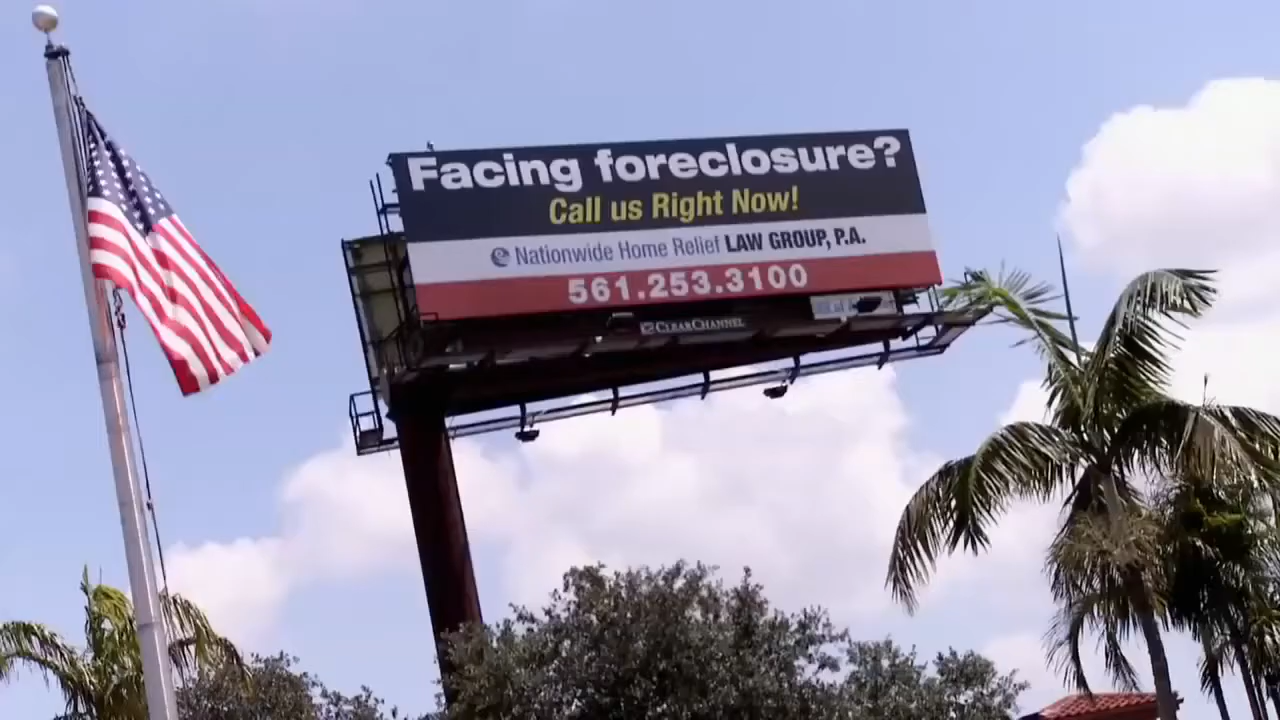 Facing foreclosure?
Call us Right Now!
Nationwide Home Relief LAW GROUP, P.A.
561.253.3100
CLEARCHANNEL